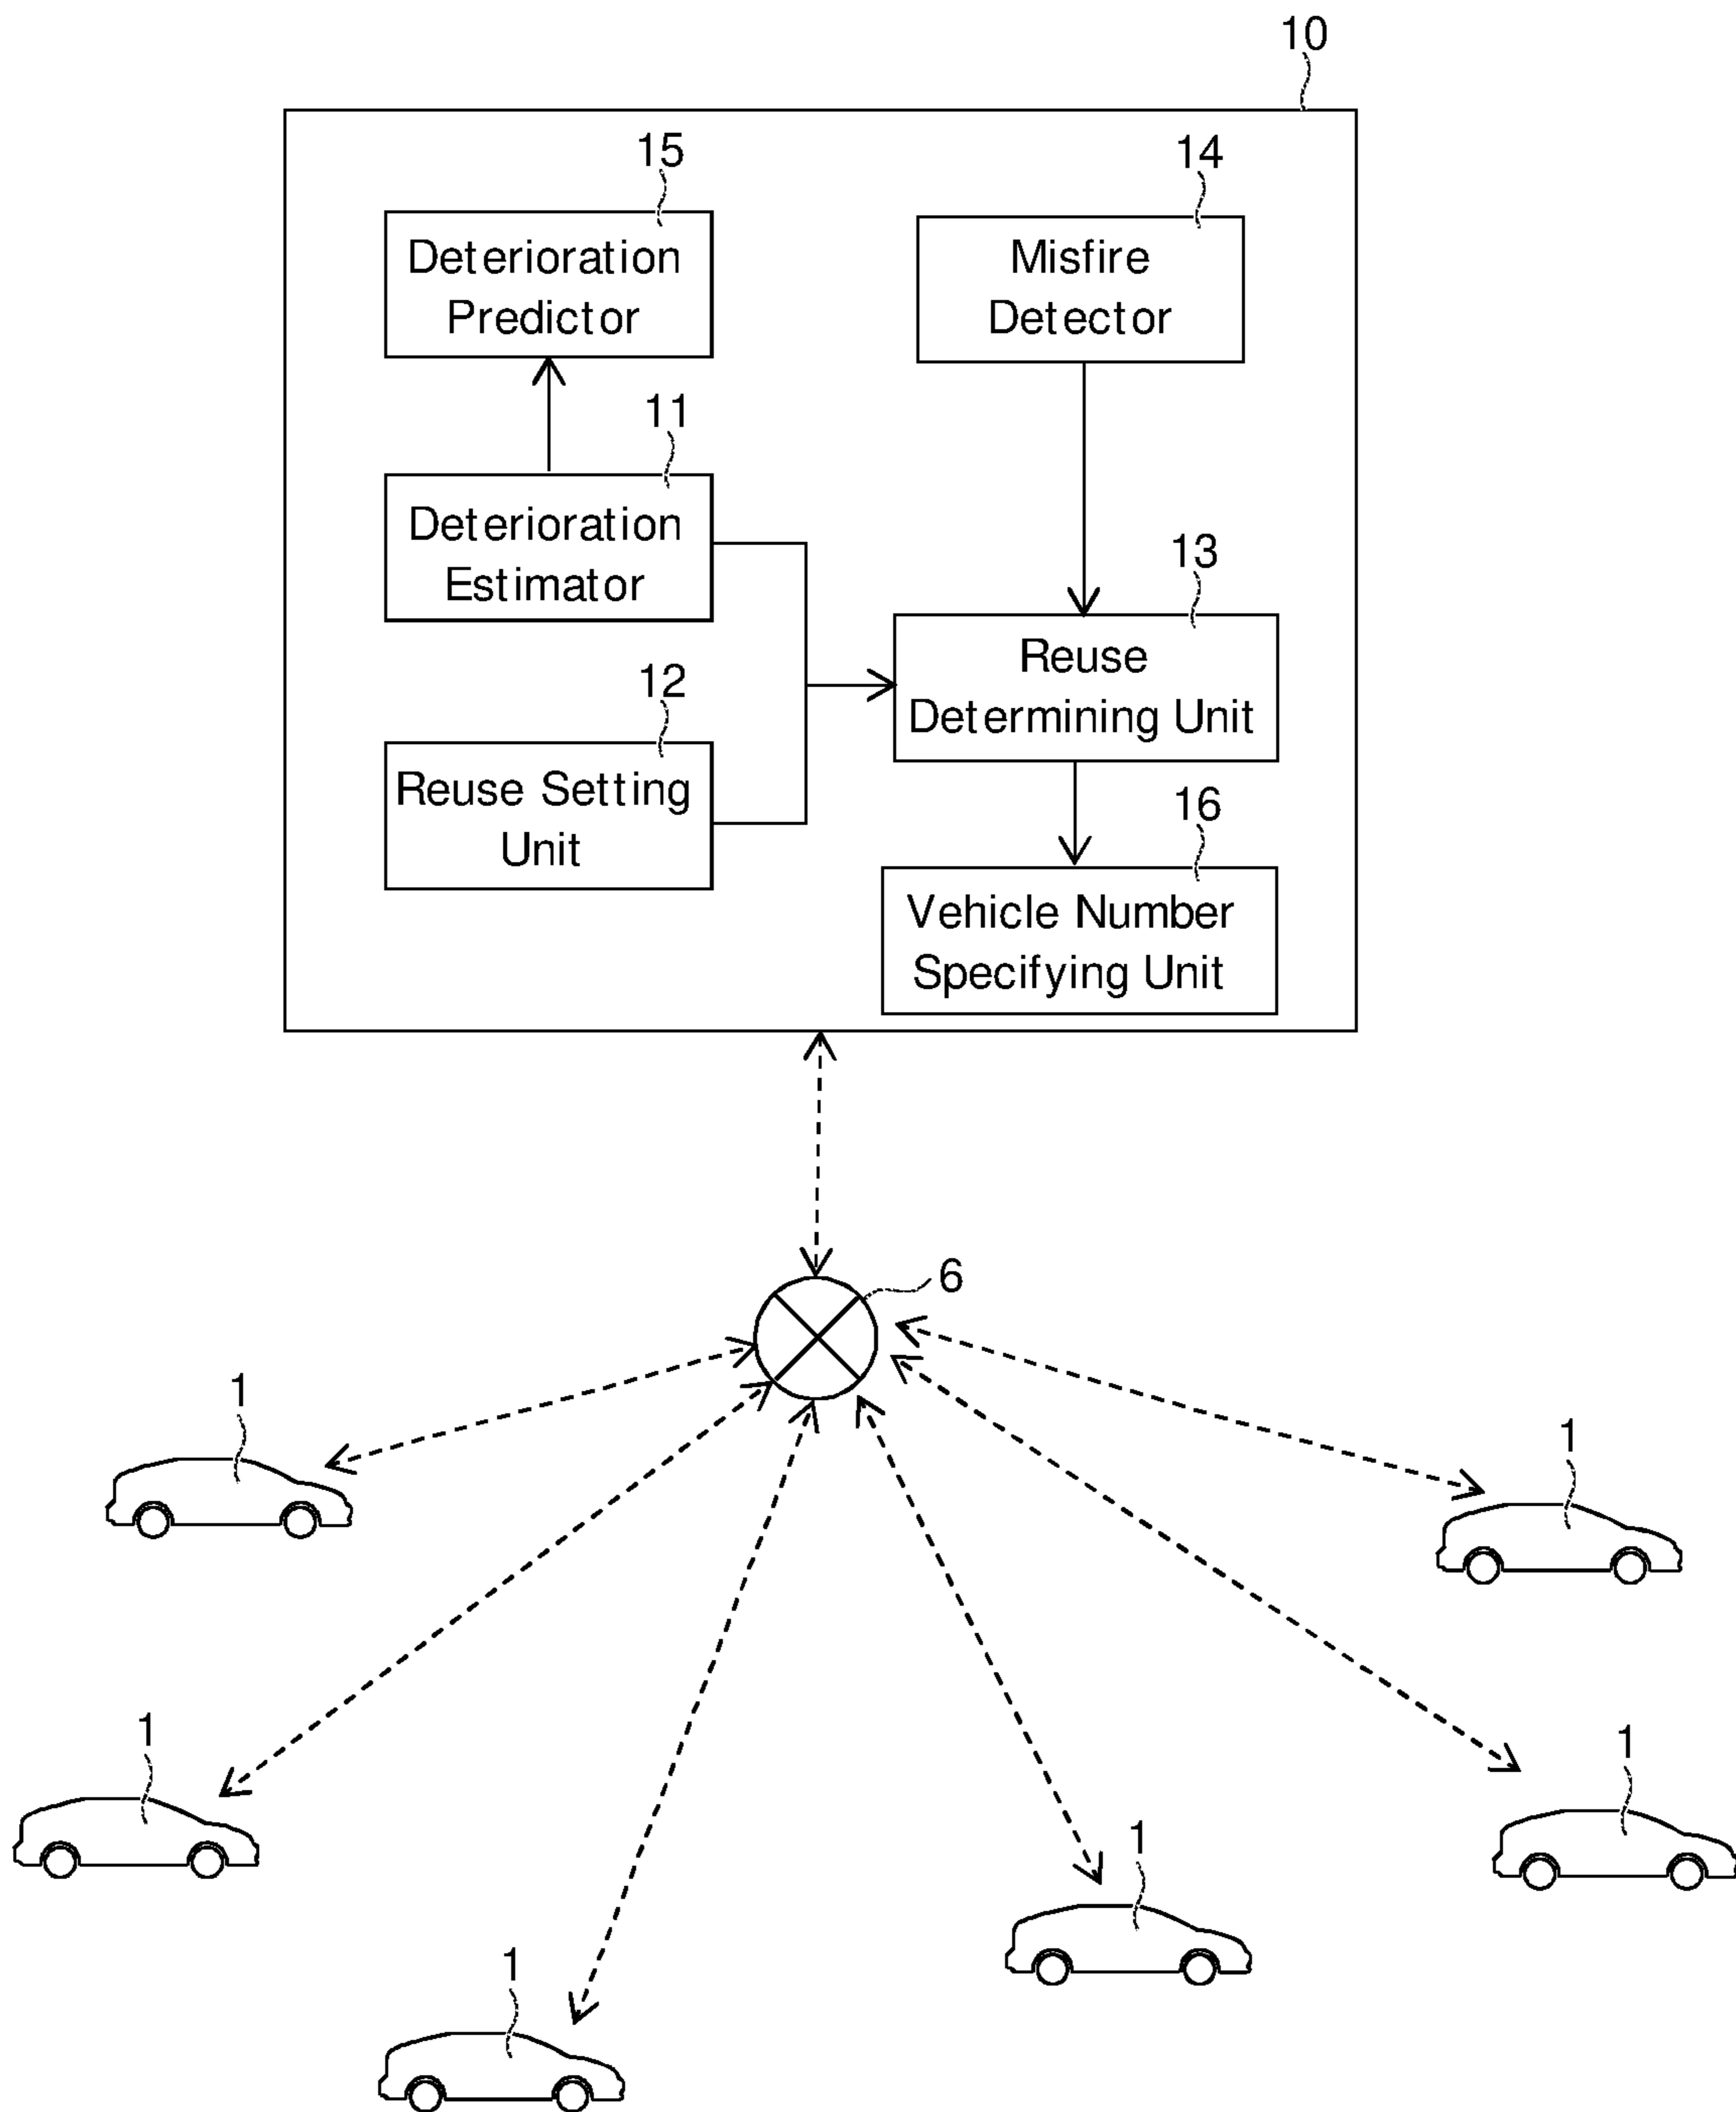 10
15
14
Deterioration
Predictor
Misfire
Detector
11
Deterioration
Estimator
13
Reuse
Determining Unit
12
Reuse Setting
Unit
16
Vehicle Number
Specifying Unit
6
1
1
1
1
1
1